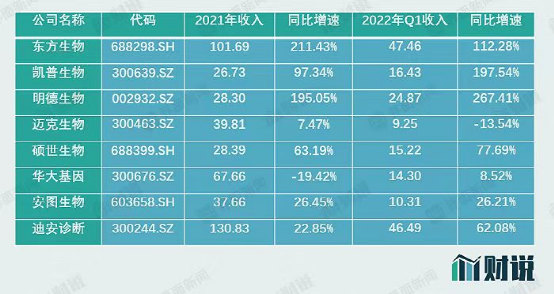 公司名称 代码 2021年收入 同比增速 2022年Q1收入 同比增速
东方生物 688298.SH 101.69 211.43% 47.46 112.28%
凯普生物 300639.SZ 26.73 97.34% 16.43 197.54%
明德生物 002932.SZ 28.30 195.05% 24.87 267.41%
迈克生物 300463.SZ 39.81 7.47% 9.25 -13.54%
硕世生物 688399.SH 28.39 63.19% 15.22 77.69%
华大基因 300676.SZ 67.66 -19.42% 14.30 8.52%
安图生物 603658.SH 37.66 26.45% 10.31 26.21%
迪安诊断 300244.SZ 130.83 22.85% 46.49 62.08%
财说